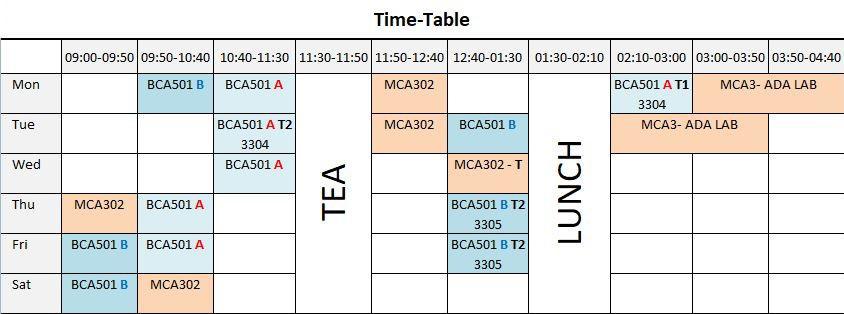 Time-Table
09:00-09:50 09:50-10:40 10:40-11:30 11:30-11:50 11:50-12:40 12:40-01:30 01:30-02:10 02:10-03:00 03:00-03:50 03:50-04:40
Mon BCA501 B BCA501 A MCA302 BCA501 A T1 MCA3- ADA LAB
3304
Tue BCA501 A T2 MCA302 BCA501 B MCA3- ADA LAB
3304
Wed BCA501 A MCA302 - T
TEA
LUNCH
Thu MCA302 BCA501 A BCA501 B T2
3305
Fri BCA501 B BCA501 A BCA501 B T2
3305
Sat BCA501 B MCA302